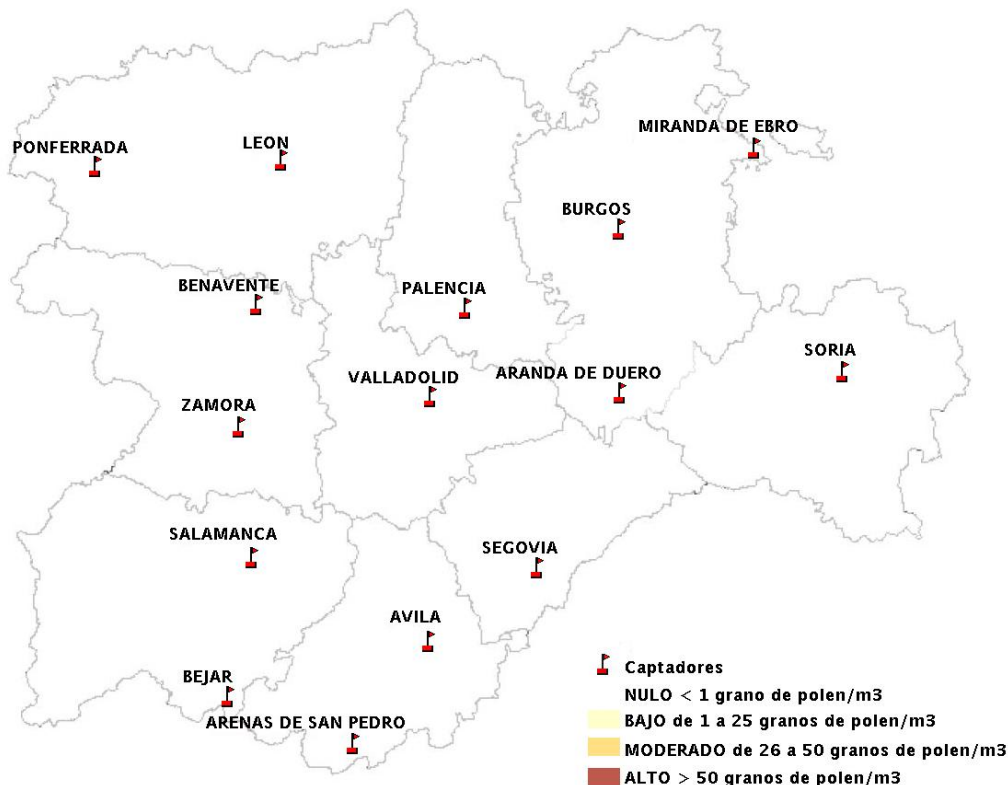 MIRANDA DE EBRO
PONFERRADA
LEON
BURGOS
BENAVENTE
PALENCIA
SORIA
VALLADOLID
ARANDA DE DUERO
ZAMORA
SALAMANCA
SEGOVIA
AVILA
BEJAR
ARENAS DE SAN PEDRO
Captadores
NULO < 1 grano de polen/m3
BAJO de 1 a 25 granos de polen/m3
MODERADO de 26 a 50 granos de polen/m3
ALTO > 50 granos de polen/m3